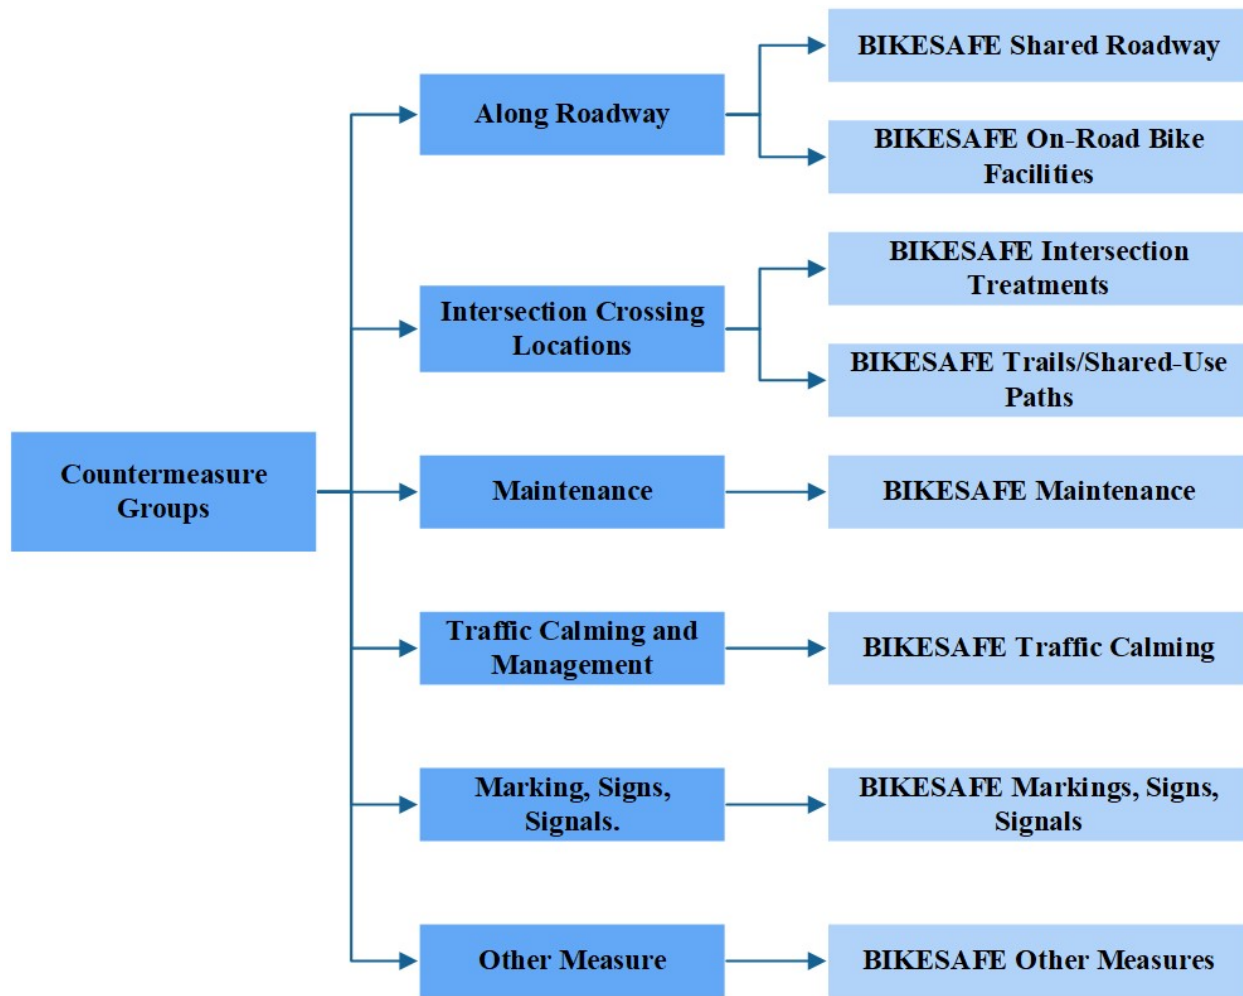 Countermeasure
Groups
Along Roadway
BIKESAFE Shared Roadway
BIKESAFE On-Road Bike
Facilities
Intersection Crossing
Locations
BIKESAFE Intersection
Treatments
BIKESAFE Trails/Shared-Use
Paths
Maintenance
BIKESAFE Maintenance
Traffic Calming and
Management
BIKESAFE Traffic Calming
Marking, Signs,
Signals.
BIKESAFE Markings, Signs,
Signals
Other Measure
BIKESAFE Other Measures